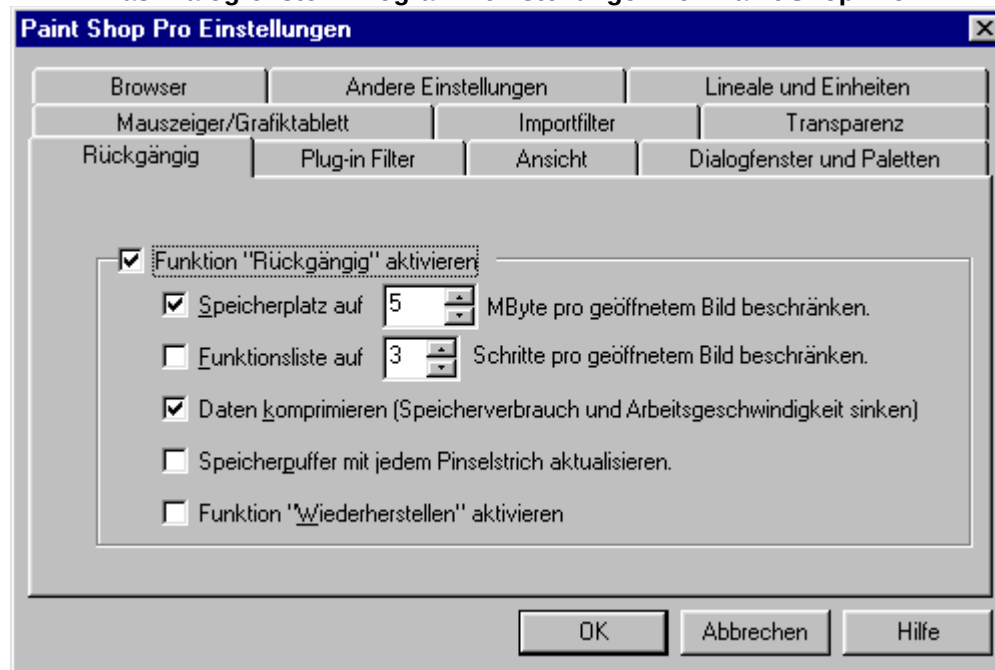 Paint Shop Pro Einstellungen
Browser Andere Einstellungen Lineale und Einheiten
Mauszeiger/Grafiktablett Importfilter Transparenz
Rückgängig Plug-in Filter Ansicht Dialogfenster und Paletten
Funktion "Rückgängig" aktivieren
Speicherplatz auf 5 MByte pro geöffnetem Bild beschränken.
Funktionsliste auf 3 Schritte pro geöffnetem Bild beschränken.
Daten komprimieren (Speicherverbrauch und Arbeitsgeschwindigkeit sinken)
Speicherpuffer mit jedem Pinselstrich aktualisieren.
Funktion "Wiederherstellen" aktivieren
OK Abbrechen Hilfe